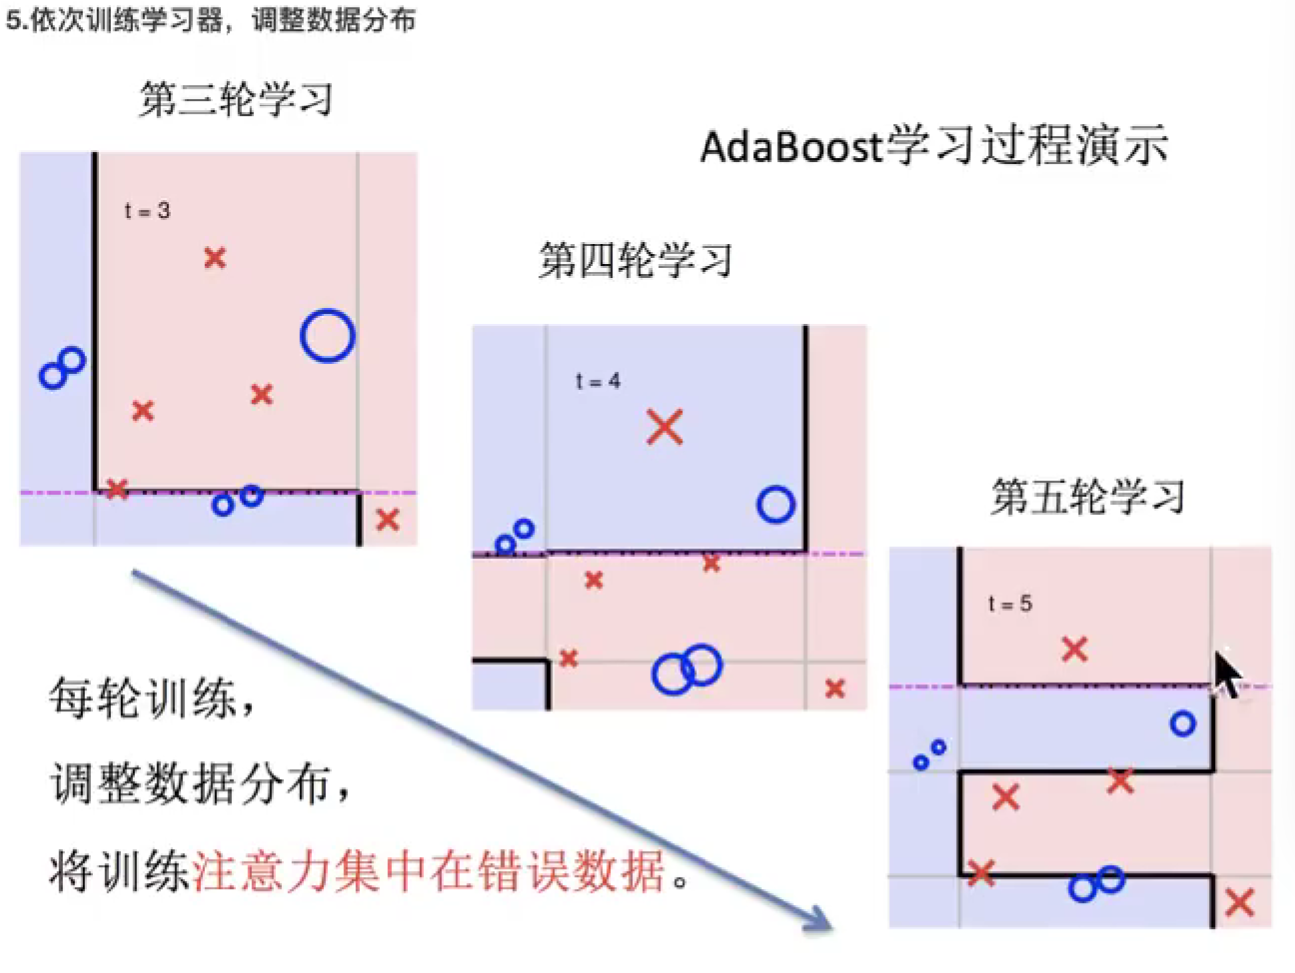 5.依次训练学习器，调整数据分布
第三轮学习
AdaBoost学习过程演示
t = 3
第四轮学习
t = 4
第五轮学习
t = 5
每轮训练，
调整数据分布，
将训练注意力集中在错误数据。